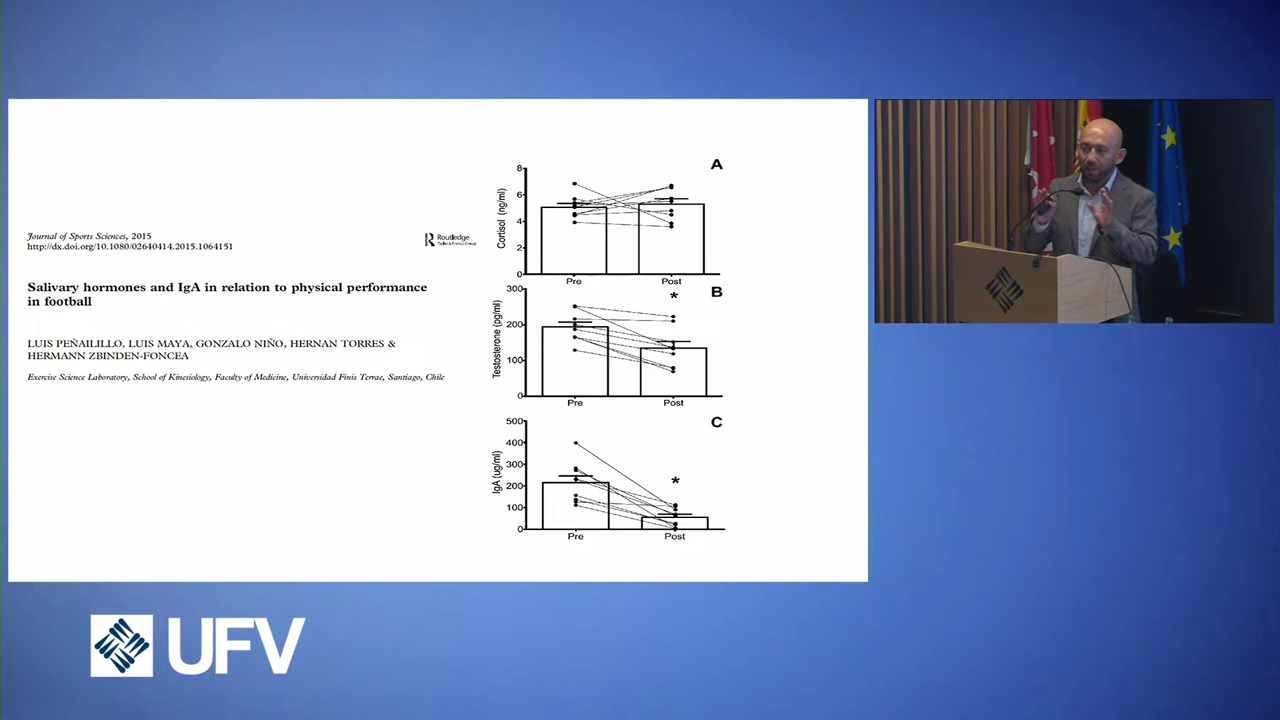 Journal of Sports Sciences, 2015
http://dx.doi.org/10.1080/02640414.2015.1064151
Routledge
Taylor & Francis Group
Salivary hormones and IgA in relation to physical performance
in football
LUIS PEÑAILILLO, LUIS MAYA, GONZALO NIÑO, HERNAN TORRES &
HERMANN ZBINDEN-FONCEA
Exercise Science Laboratory, School of Kinesiology, Faculty of Medicine, Universidad Finis Terrae, Santiago, Chile
A
Cortisol (ng/ml)
8
6
4
2
0
Pre
Post
B
Testosterone (pg/ml)
300
200
100
0
*
Pre
Post
C
IgA (ug/ml)
500
400
300
200
100
0
*
Pre
Post
UFV